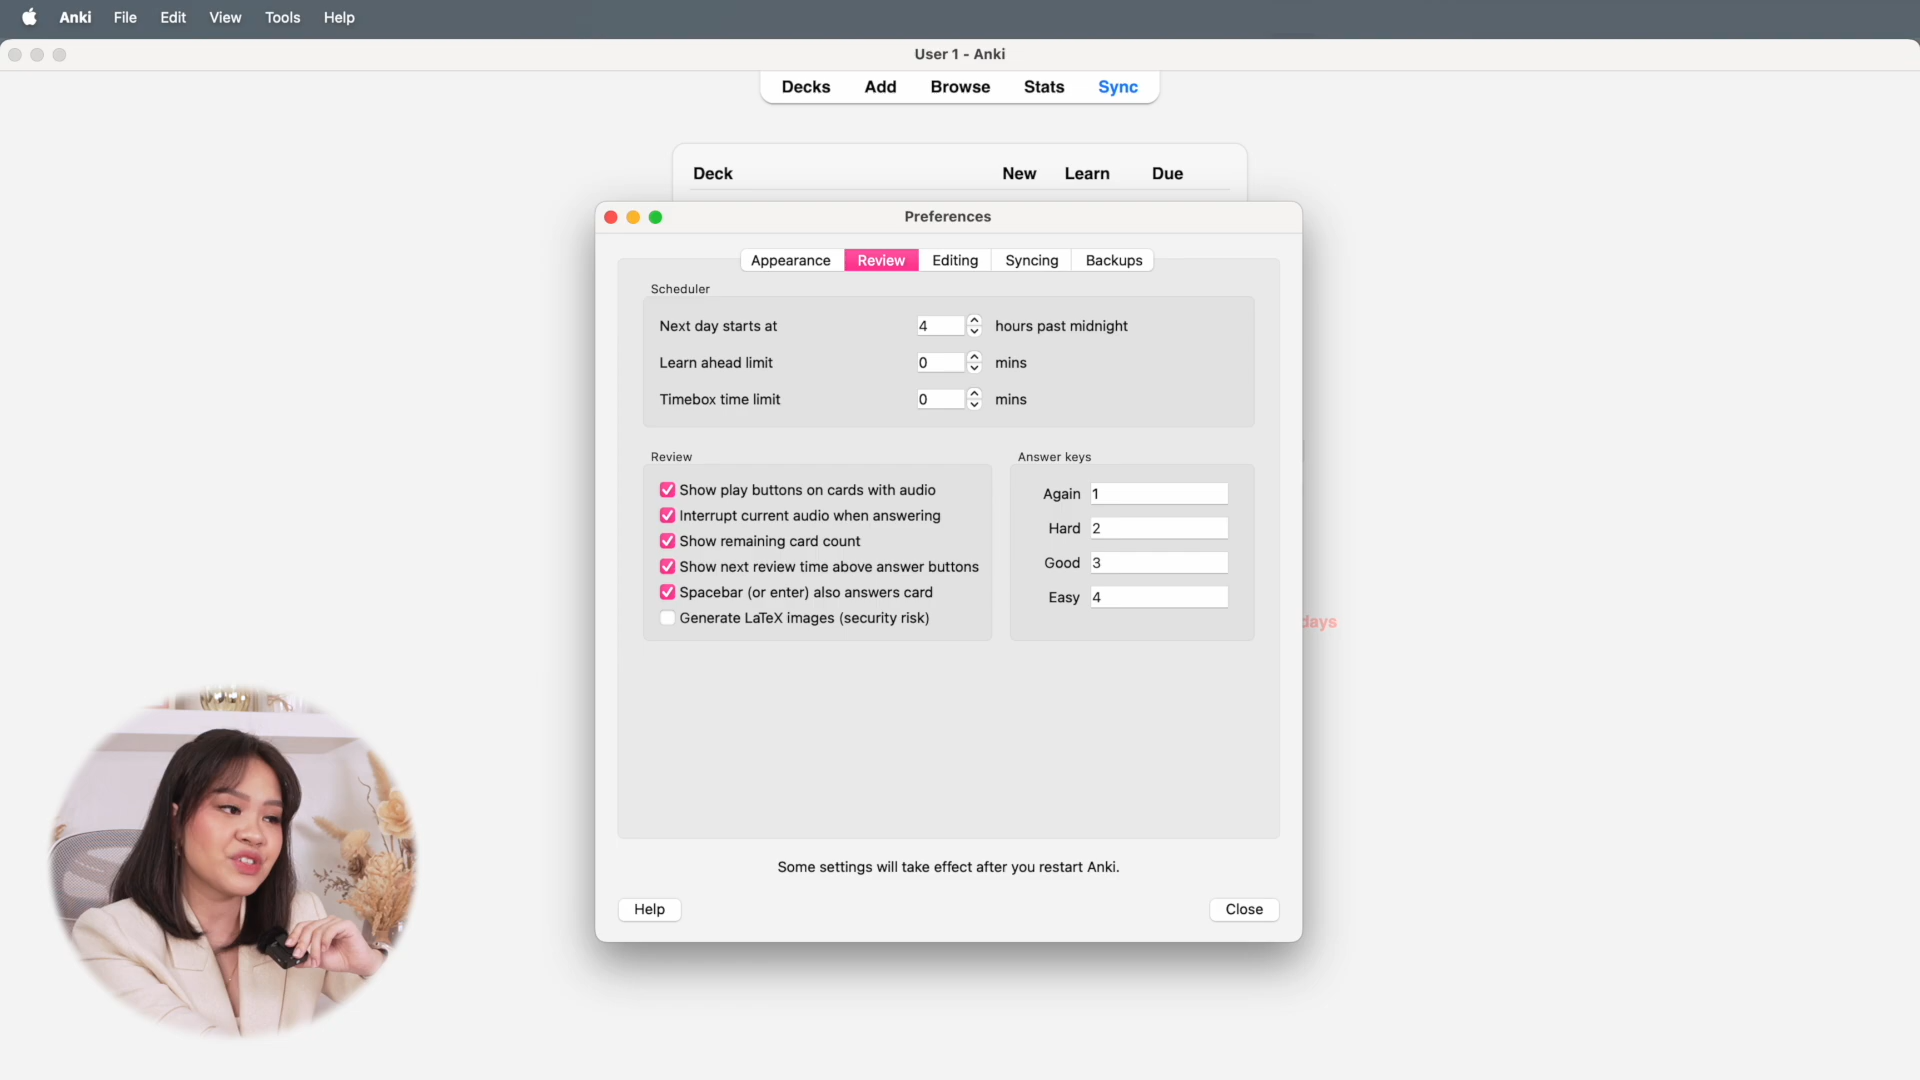 Anki File Edit View Tools Help
User 1 - Anki
Decks Add Browse Stats Sync
Deck New Learn Due
Preferences
Appearance Review Editing Syncing Backups
Scheduler
Next day starts at 4 hours past midnight
Learn ahead limit 0 mins
Timebox time limit 0 mins
Review
Show play buttons on cards with audio
Interrupt current audio when answering
Show remaining card count
Show next review time above answer buttons
Spacebar (or enter) also answers card
Generate LaTeX images (security risk)
Answer keys
Again 1
Hard 2
Good 3
Easy 4
days
Some settings will take effect after you restart Anki.
Help Close